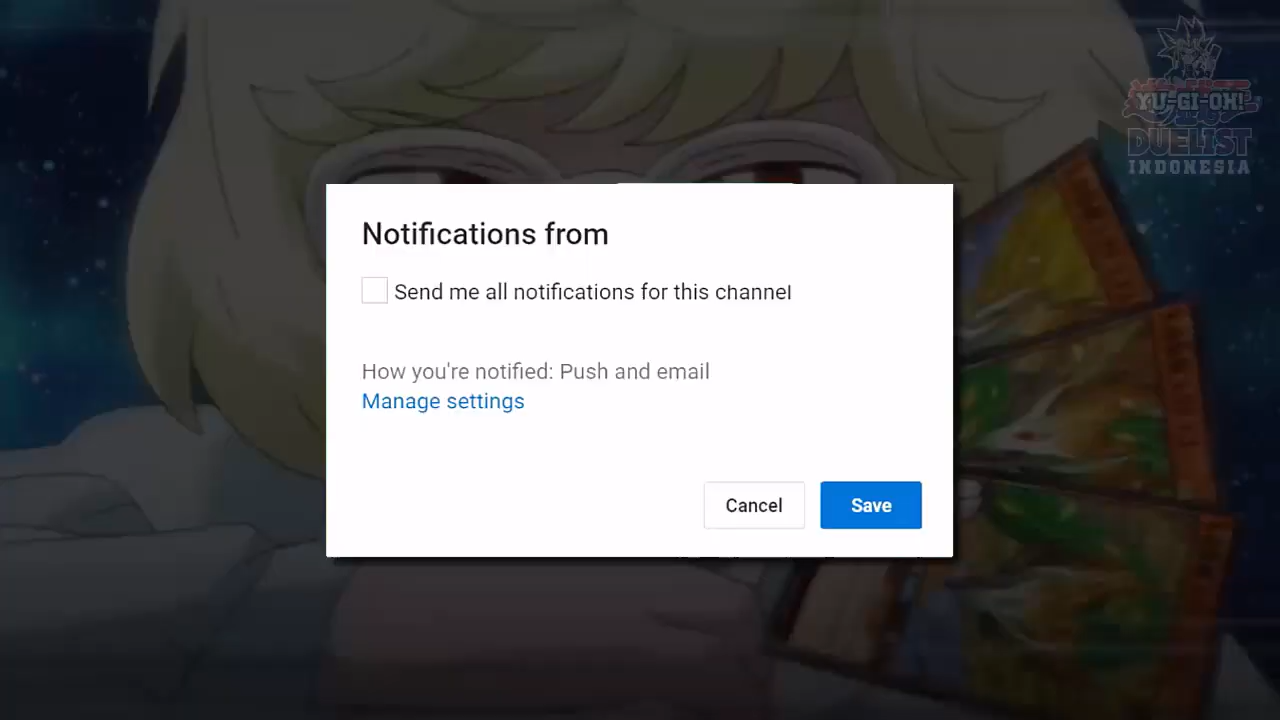 YU-GI-OH!
DUELIST
INDONESIA
Notifications from
Send me all notifications for this channel
How you're notified: Push and email
Manage settings
Cancel
Save